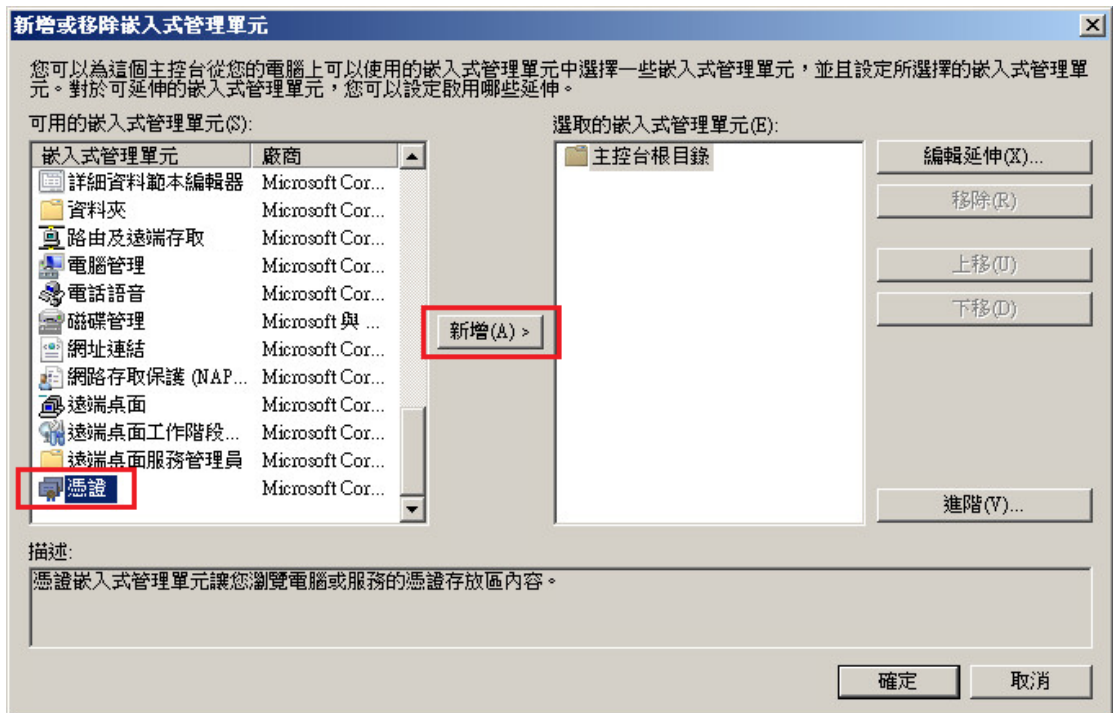 新增或移除嵌入式管理單元
您可以為這個主控台從您的電腦上可以使用的嵌入式管理單元中選擇一些嵌入式管理單元，並且設定所選擇的嵌入式管理單
元。對於可延伸的嵌入式管理單元，您可以設定啟用哪些延伸。
可用的嵌入式管理單元(S):
嵌入式管理單元 廠商
詳細資料範本編輯器 Microsoft Cor...
資料夾 Microsoft Cor...
路由及遠端存取 Microsoft Cor...
電腦管理 Microsoft Cor...
電話語音 Microsoft Cor...
磁碟管理 Microsoft 與 ...
網址連結 Microsoft Cor...
網路存取保護 (NAP... Microsoft Cor...
遠端桌面 Microsoft Cor...
遠端桌面工作階段... Microsoft Cor...
遠端桌面服務管理員 Microsoft Cor...
憑證 Microsoft Cor...
新增(A) >
選取的嵌入式管理單元(E):
主控台根目錄
編輯延伸(X)...
移除(R)
上移(U)
下移(D)
進階(V)...
描述:
憑證嵌入式管理單元讓您瀏覽電腦或服務的憑證存放區內容。
確定 取消